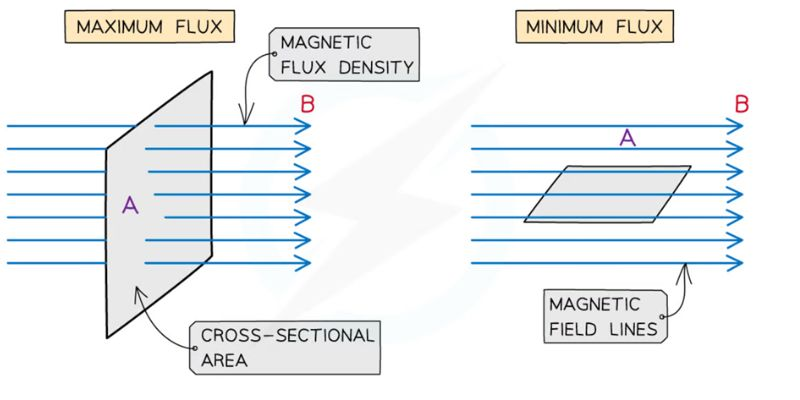 MAXIMUM FLUX
MAGNETIC
FLUX DENSITY
B
A
CROSS-SECTIONAL
AREA
MINIMUM FLUX
B
A
MAGNETIC
FIELD LINES